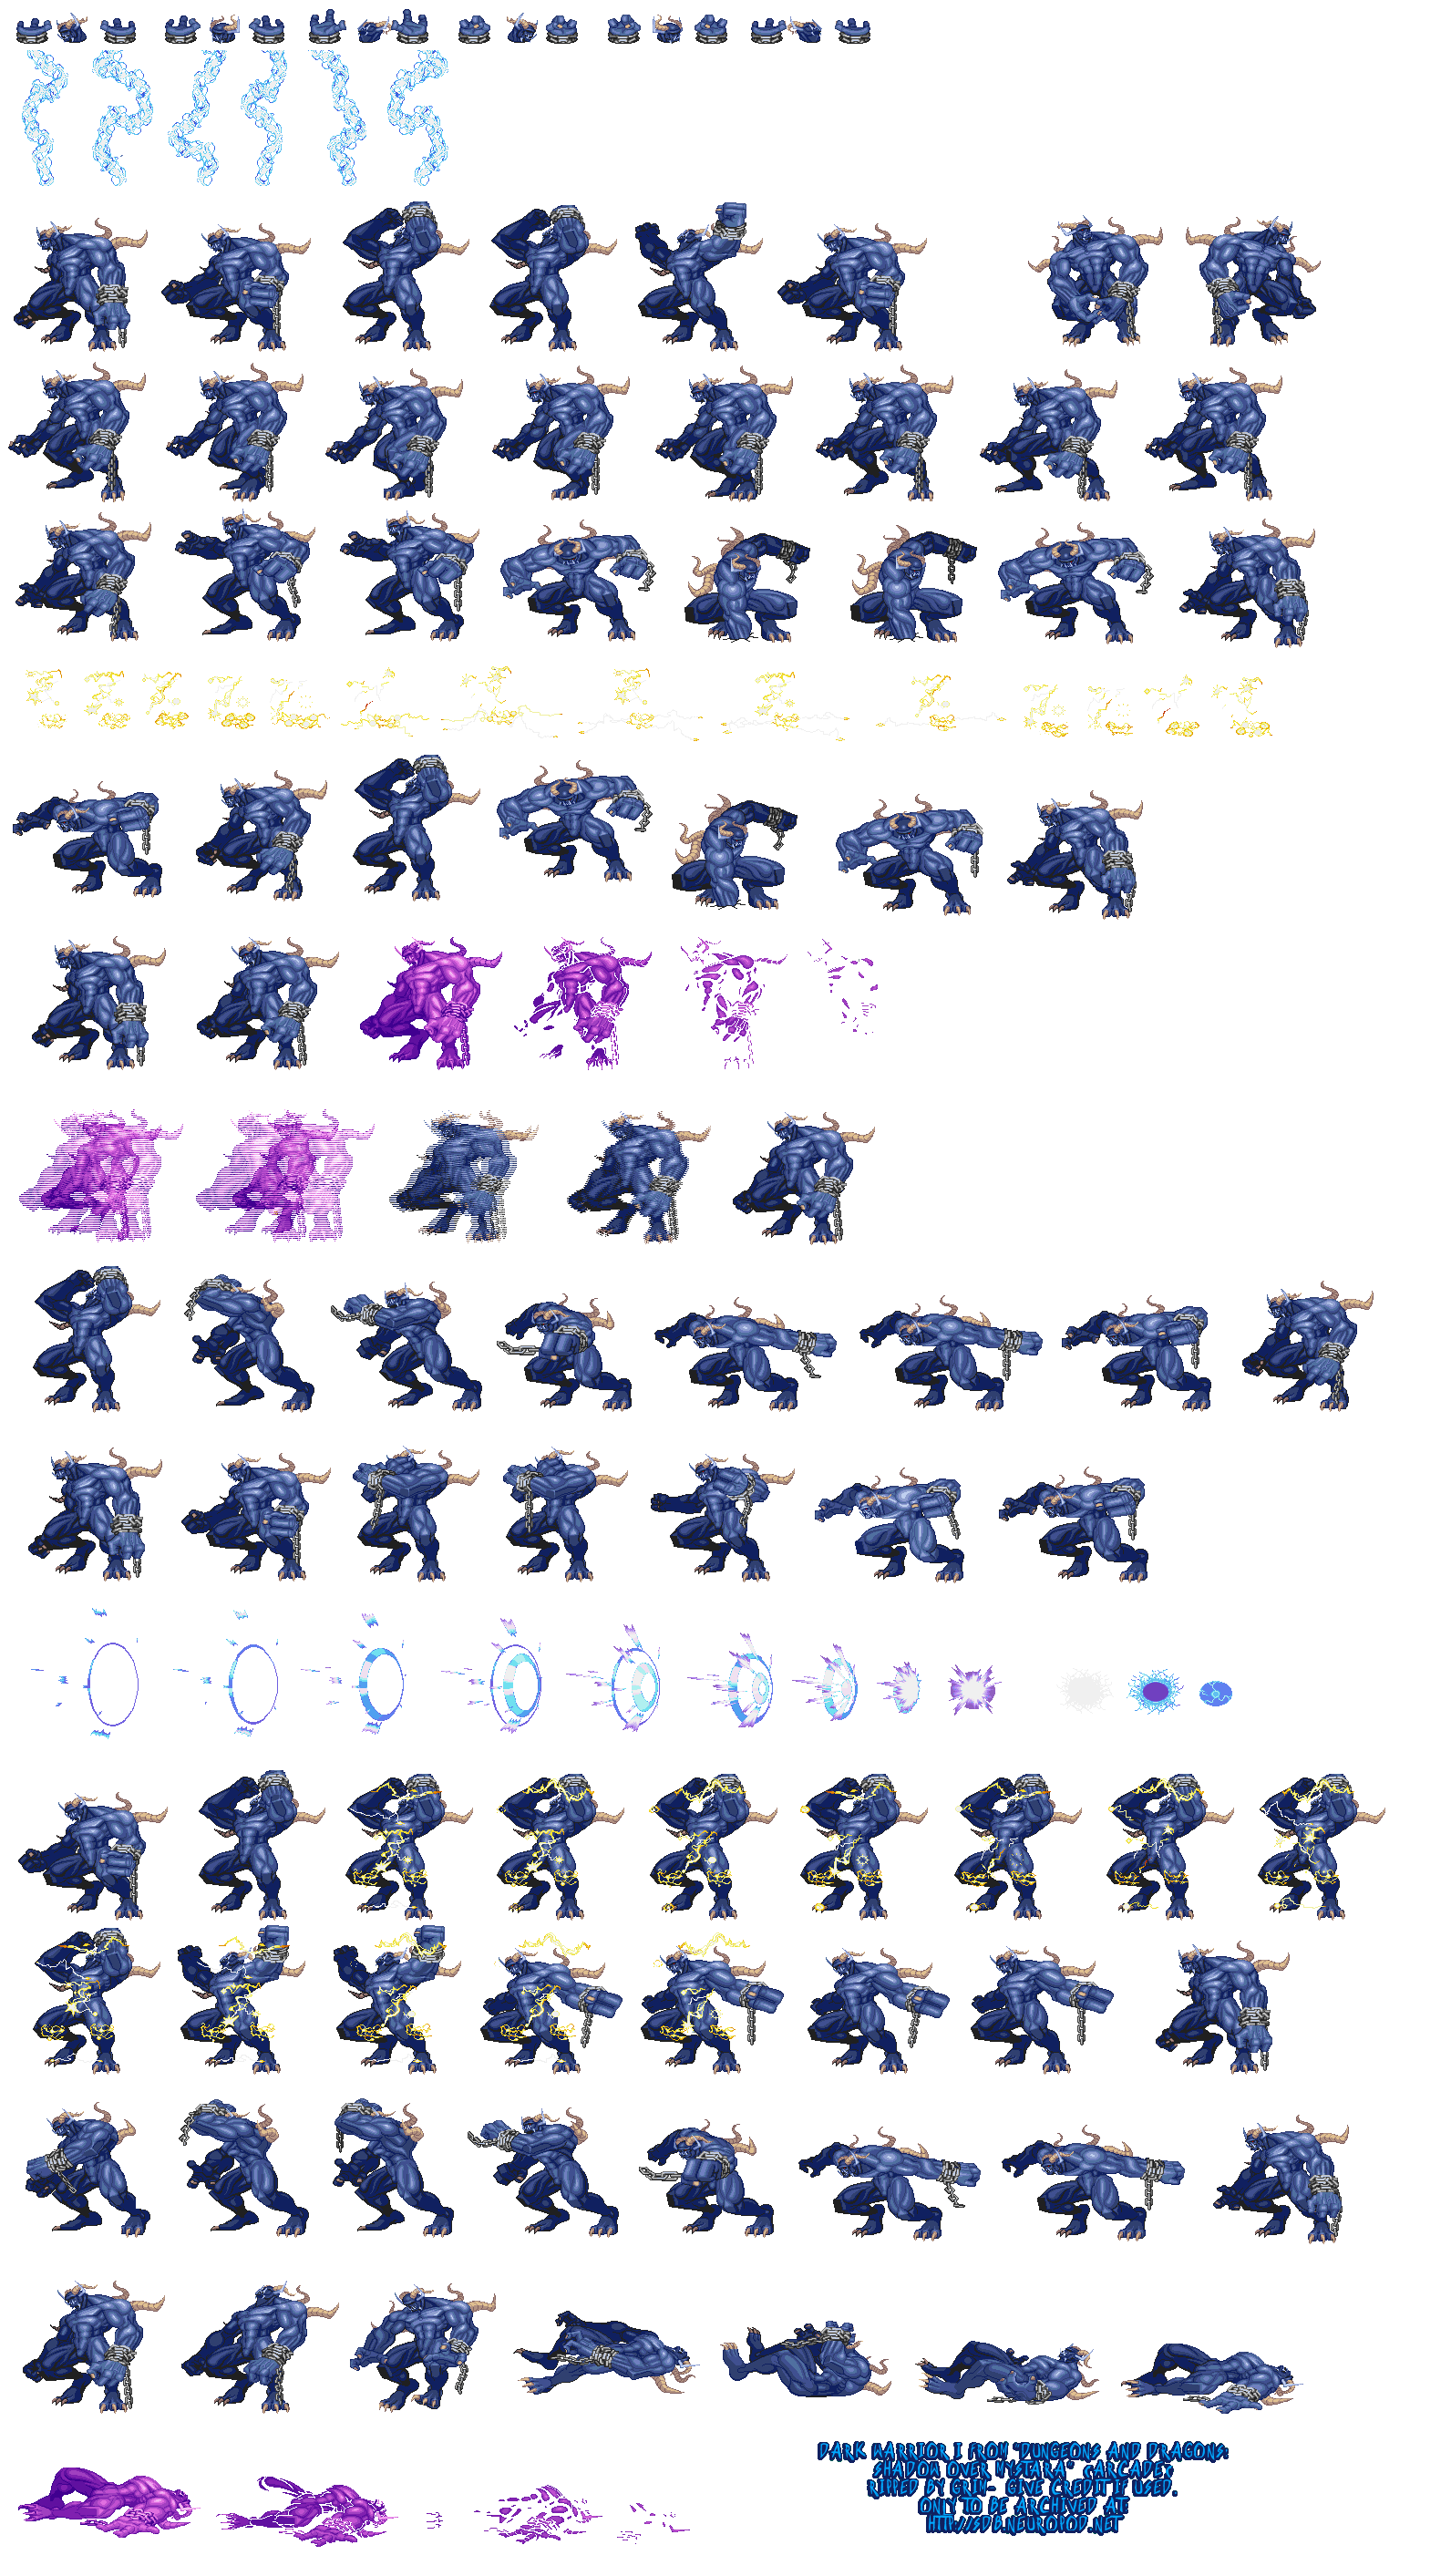 DARK WARRIOR I FROM "DUNGEONS AND DRAGONS:
SHADOW OVER MYSTARA" <ARCADE>
RIPPED BY GRIM- GIVE CREDIT IF USED.
ONLY TO BE ARCHIVED AT:
HTTP://SDB.NEUROPOD.NET